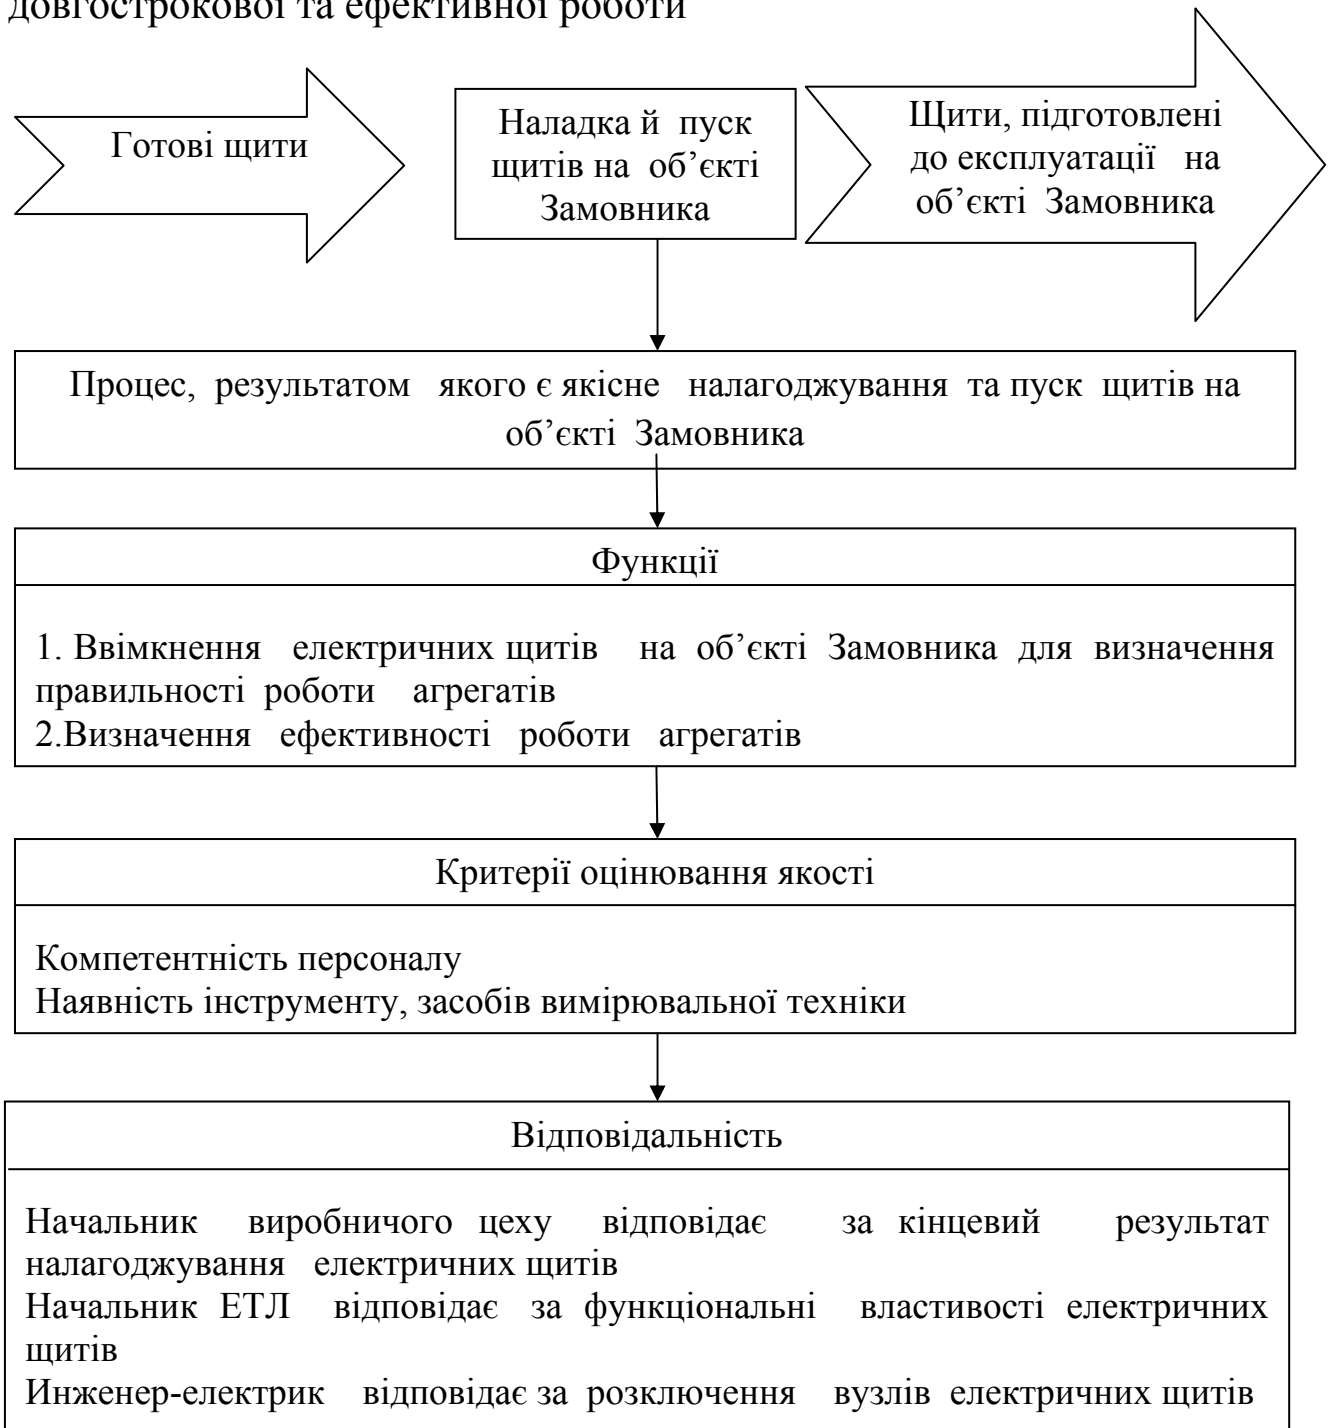 довгострокової та ефективної роботи
Готові щити
Наладка й пуск
щитів на об’єкті
Замовника
Щити, підготовлені
до експлуатації на
об’єкті Замовника
Процес, результатом якого є якісне налагоджування та пуск щитів на
об’єкті Замовника
Функції
1. Ввімкнення електричних щитів на об’єкті Замовника для визначення
правильності роботи агрегатів
2.Визначення ефективності роботи агрегатів
Критерії оцінювання якості
Компетентність персоналу
Наявність інструменту, засобів вимірювальної техніки
Відповідальність
Начальник виробничого цеху відповідає за кінцевий результат
налагоджування електричних щитів
Начальник ЕТЛ відповідає за функціональні властивості електричних
щитів
Инженер-електрик відповідає за розключення вузлів електричних щитів